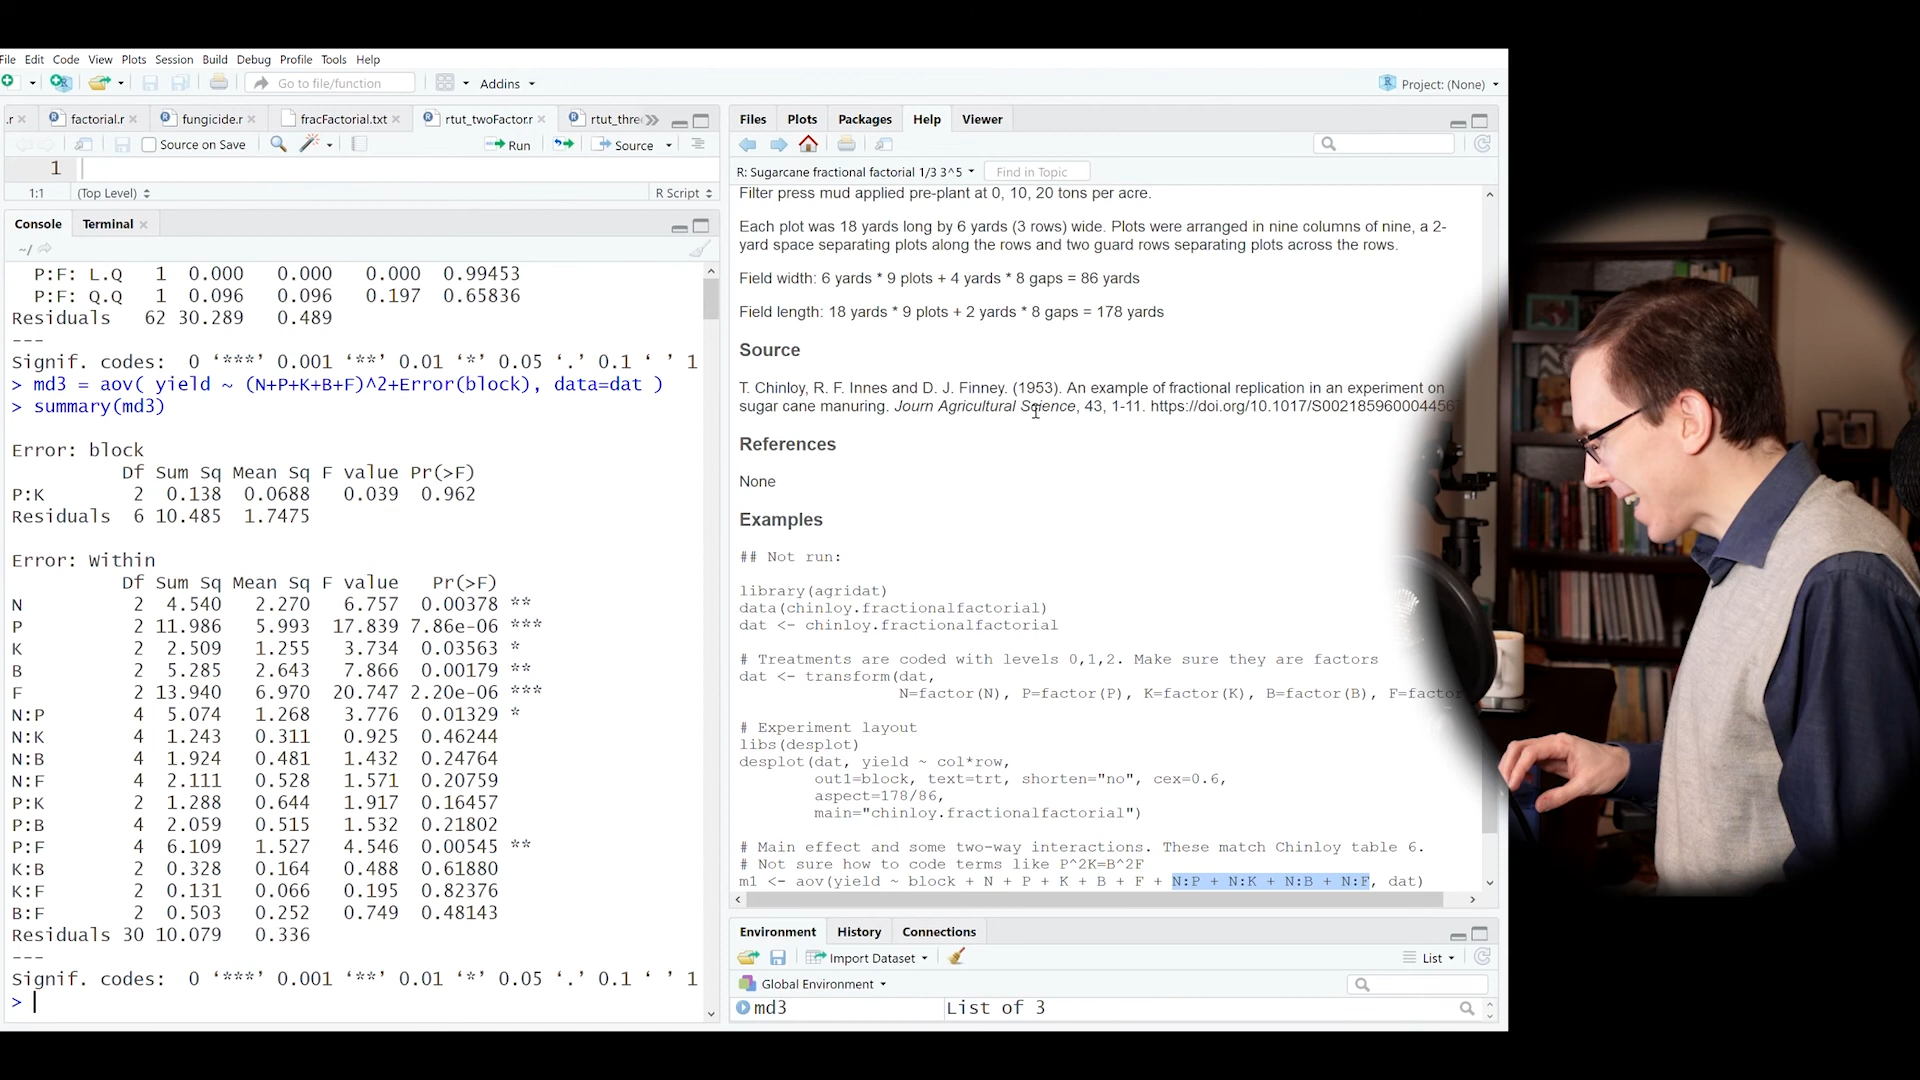 File Edit Code View Plots Session Build Debug Profile Tools Help
Go to file/function Addins Project: (None)
.r factorial.r fungicide.r fracFactorial.txt rtut_twoFactor.r rtut_thre
Source on Save Run Source
1
1:1 (Top Level) R Script
Console Terminal
~/
P:F: L.Q 1 0.000 0.000 0.000 0.99453
P:F: Q.Q 1 0.096 0.096 0.197 0.65836
Residuals 62 30.289 0.489
---
Signif. codes: 0 ‘***’ 0.001 ‘**’ 0.01 ‘*’ 0.05 ‘.’ 0.1 ‘ ’ 1
> md3 = aov( yield ~ (N+P+K+B+F)^2+Error(block), data=dat )
> summary(md3)
Error: block
Df Sum Sq Mean Sq F value Pr(>F)
P:K 2 0.138 0.0688 0.039 0.962
Residuals 6 10.485 1.7475
Error: Within
Df Sum Sq Mean Sq F value Pr(>F)
N 2 4.540 2.270 6.757 0.00378 **
P 2 11.986 5.993 17.839 7.86e-06 ***
K 2 2.509 1.255 3.734 0.03563 *
B 2 5.285 2.643 7.866 0.00179 **
F 2 13.940 6.970 20.747 2.20e-06 ***
N:P 4 5.074 1.268 3.776 0.01329 *
N:K 4 1.243 0.311 0.925 0.46244
N:B 4 1.924 0.481 1.432 0.24764
N:F 4 2.111 0.528 1.571 0.20759
P:K 2 1.288 0.644 1.917 0.16457
P:B 4 2.059 0.515 1.532 0.21802
P:F 4 6.109 1.527 4.546 0.00545 **
K:B 2 0.328 0.164 0.488 0.61880
K:F 2 0.131 0.066 0.195 0.82376
B:F 2 0.503 0.252 0.749 0.48143
Residuals 30 10.079 0.336
---
Signif. codes: 0 ‘***’ 0.001 ‘**’ 0.01 ‘*’ 0.05 ‘.’ 0.1 ‘ ’ 1
>
Files Plots Packages Help Viewer
R: Sugarcane fractional factorial 1/3 3^5 Find in Topic
Filter press mud applied pre-plant at 0, 10, 20 tons per acre.
Each plot was 18 yards long by 6 yards (3 rows) wide. Plots were arranged in nine columns of nine, a 2-
yard space separating plots along the rows and two guard rows separating plots across the rows.
Field width: 6 yards * 9 plots + 4 yards * 8 gaps = 86 yards
Field length: 18 yards * 9 plots + 2 yards * 8 gaps = 178 yards
Source
T. Chinloy, R. F. Innes and D. J. Finney. (1953). An example of fractional replication in an experiment on
sugar cane manuring. Journ Agricultural Science, 43, 1-11. https://doi.org/10.1017/S0021859600044567
References
None
Examples
## Not run:
library(agridat)
data(chinloy.fractionalfactorial)
dat <- chinloy.fractionalfactorial
# Treatments are coded with levels 0,1,2. Make sure they are factors
dat <- transform(dat,
N=factor(N), P=factor(P), K=factor(K), B=factor(B), F=factor
# Experiment layout
libs(desplot)
desplot(dat, yield ~ col*row,
out1=block, text=trt, shorten="no", cex=0.6,
aspect=178/86,
main="chinloy.fractionalfactorial")
# Main effect and some two-way interactions. These match Chinloy table 6.
# Not sure how to code terms like P^2K=B^2F
m1 <- aov(yield ~ block + N + P + K + B + F + N:P + N:K + N:B + N:F, dat)
Environment History Connections
Import Dataset List
Global Environment
md3 List of 3